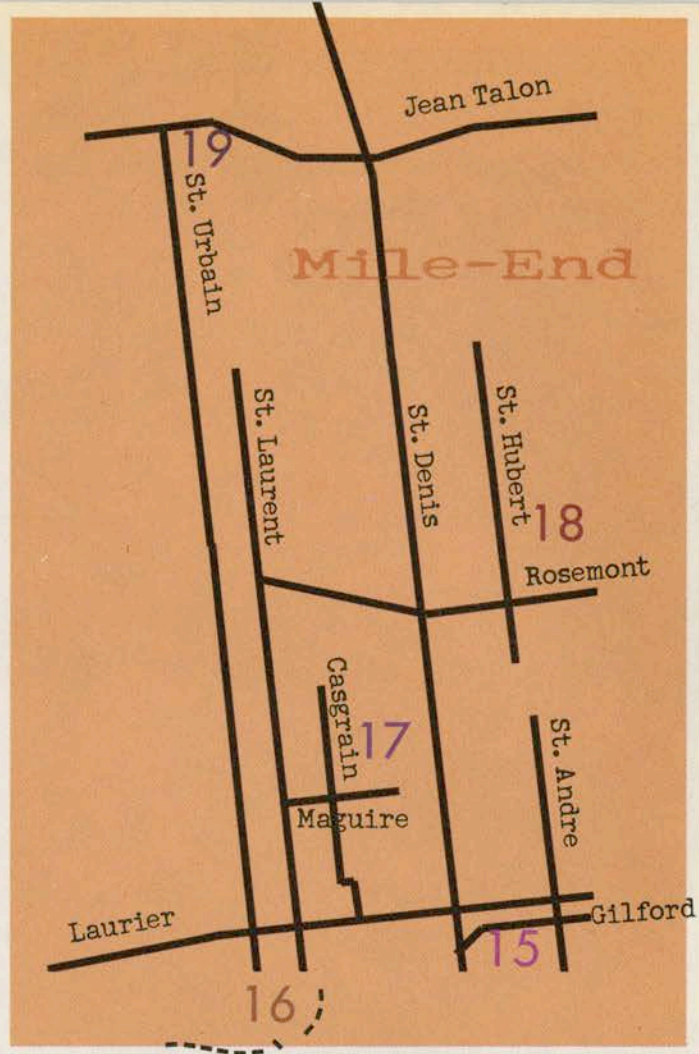 Jean Talon
19
St. Urbain
Mile-End
St. Laurent
St. Denis
St. Hubert
18
Rosemont
Casgrain
17
St. Andre
Maguire
Laurier
Gilford
15
16